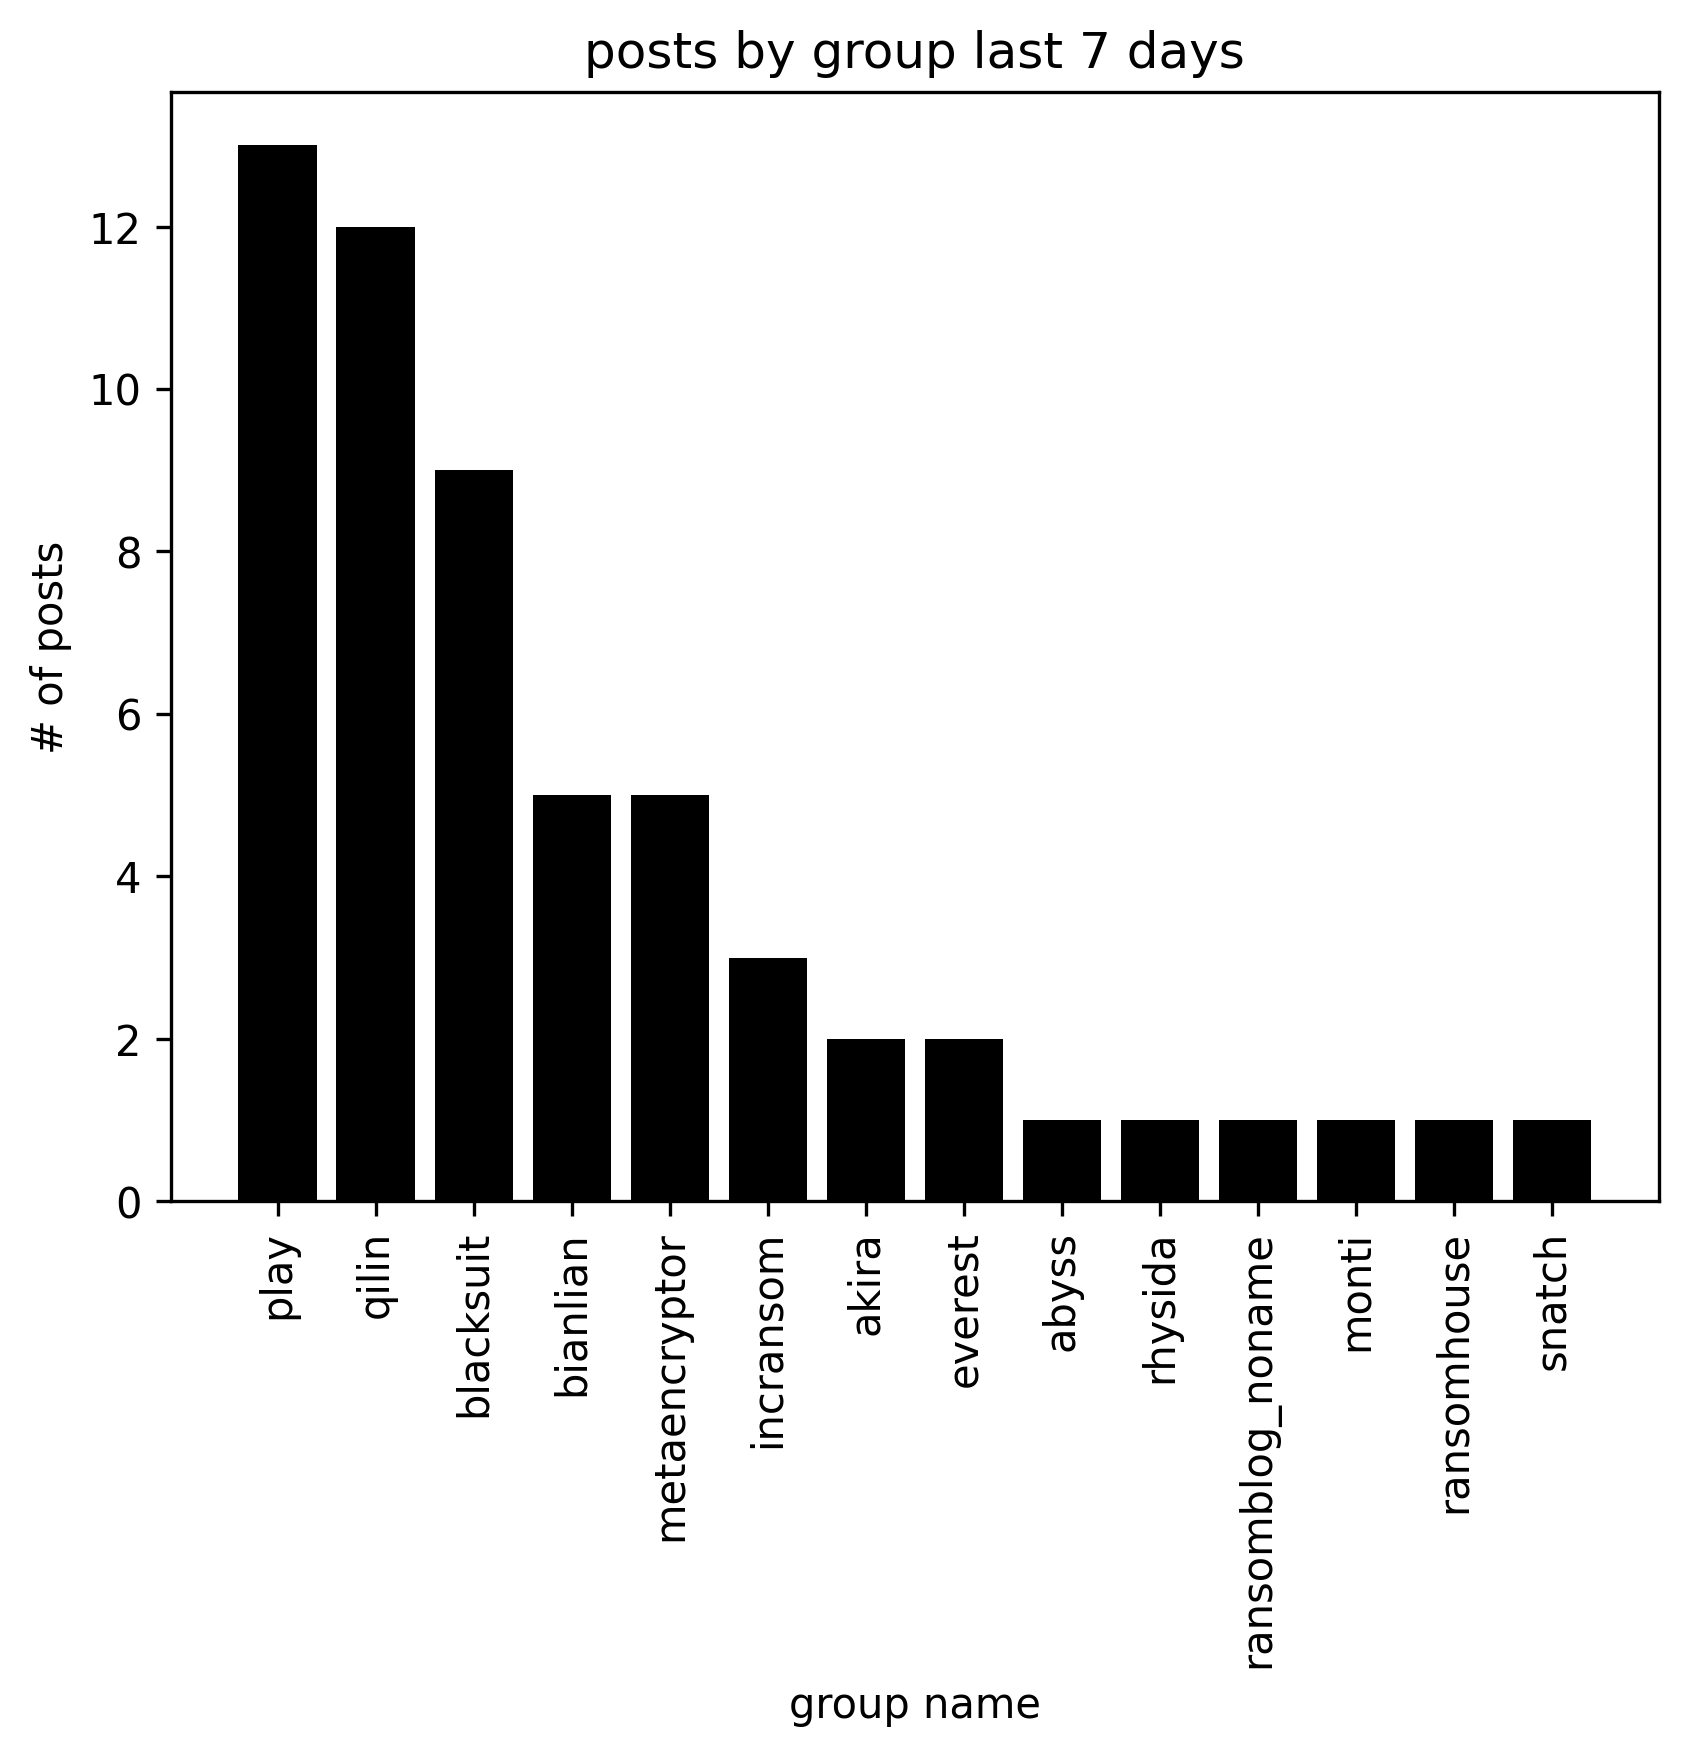 posts by group last 7 days
# of posts
12
10
8
6
4
2
0
play
qilin
blacksuit
bianlian
metaencryptor
incransom
akira
everest
abyss
rhysida
ransomblog_noname
monti
ransomhouse
snatch
group name